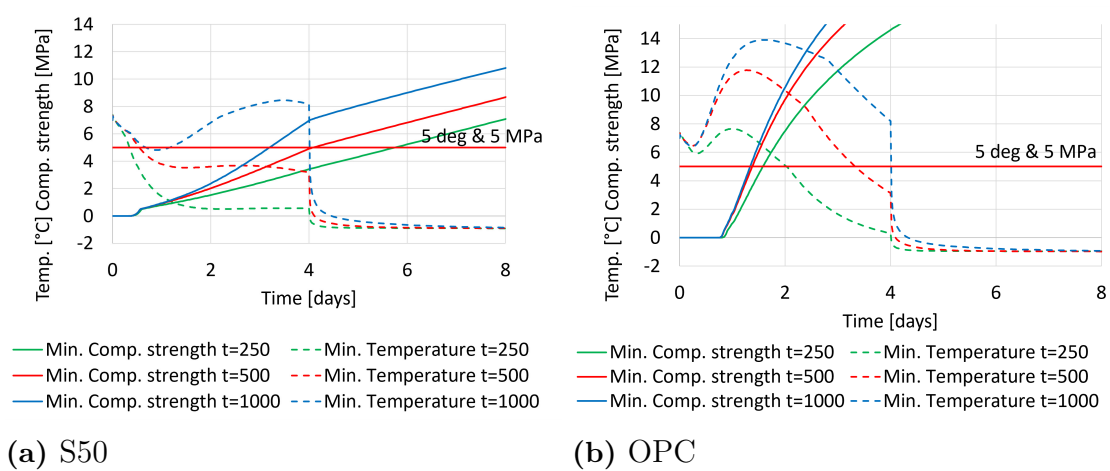 Temp. [°C] Comp. strength [MPa]
14
12
10
8
6
4
2
0
-2
5 deg & 5 MPa
0 2 4 6 8
Time [days]
Min. Comp. strength t=250 Min. Temperature t=250
Min. Comp. strength t=500 Min. Temperature t=500
Min. Comp. strength t=1000 Min. Temperature t=1000
(a) S50
Temp. [°C] Comp. strength [MPa]
14
12
10
8
6
4
2
0
-2
5 deg & 5 MPa
0 2 4 6 8
Time [days]
Min. Comp. strength t=250 Min. Temperature t=250
Min. Comp. strength t=500 Min. Temperature t=500
Min. Comp. strength t=1000 Min. Temperature t=1000
(b) OPC